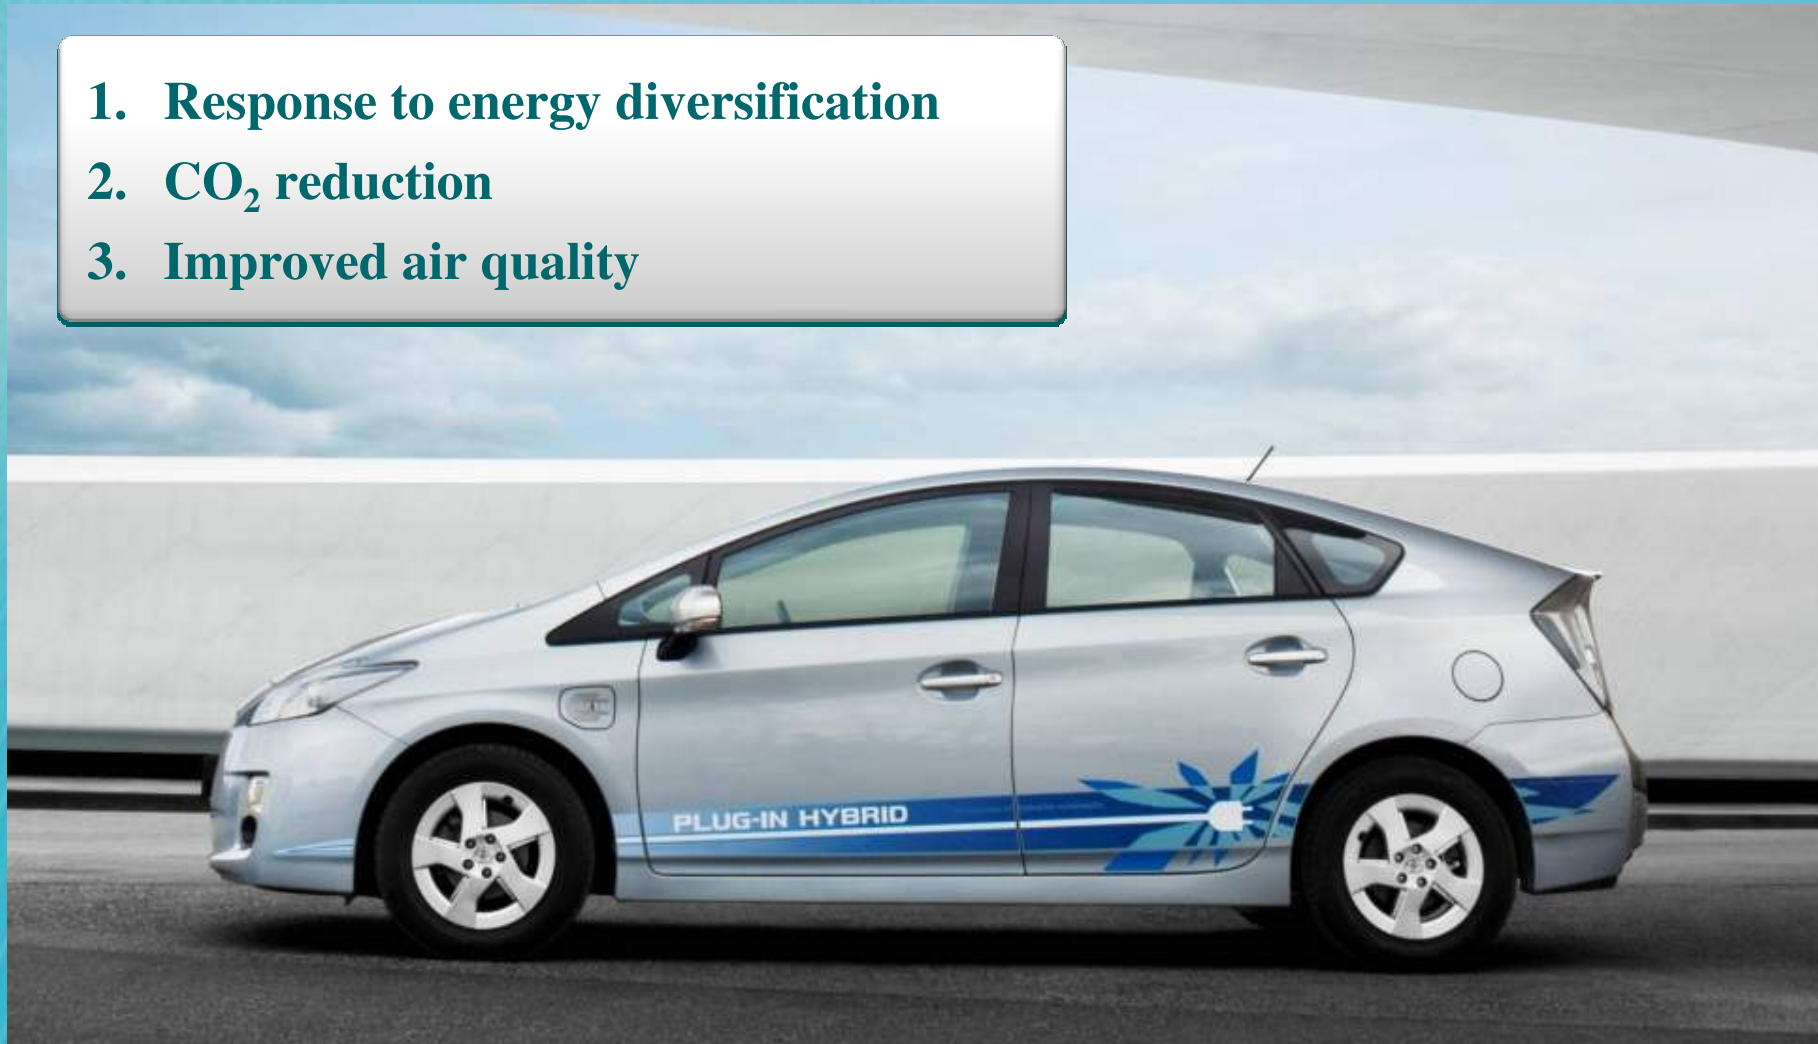 1. Response to energy diversification
2. CO₂ reduction
3. Improved air quality
PLUG-IN HYBRID